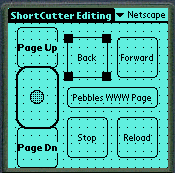 ShortCutter Editing ▼ Netscape
Page Up
Back
Forward
Pebbles WWW Page
Stop
Reload
Page Dn